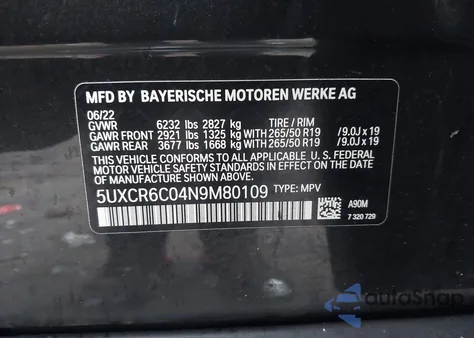 MFD BY BAYERISCHE MOTOREN WERKE AG
06/22
GVWR 6232 lbs 2827 kg TIRE / RIM
GAWR FRONT 2921 lbs 1325 kg WITH 265/50 R19 /9.0J x 19
GAWR REAR 3677 lbs 1668 kg WITH 265/50 R19 /9.0J x 19
THIS VEHICLE CONFORMS TO ALL APPLICABLE U.S. FEDERAL
MOTOR VEHICLE SAFETY AND THEFT PREVENTION STANDARDS
IN EFFECT ON THE DATE OF MANUFACTURE SHOWN ABOVE.
5UXCR6C04N9M80109 TYPE: MPV
A90M
7 320 729
autoSnap